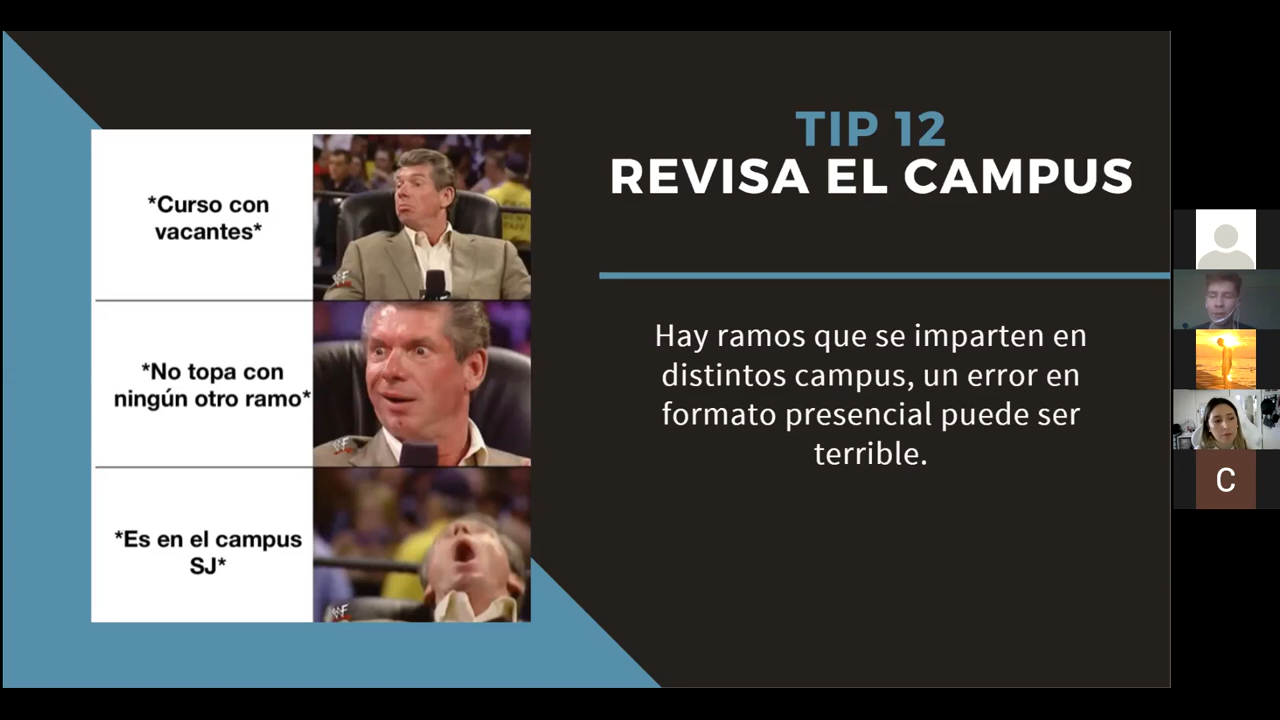 TIP 12
REVISA EL CAMPUS
*Curso con
vacantes*
*No topa con
ningún otro ramo*
*Es en el campus
SJ*
Hay ramos que se imparten en
distintos campus, un error en
formato presencial puede ser
terrible.
C